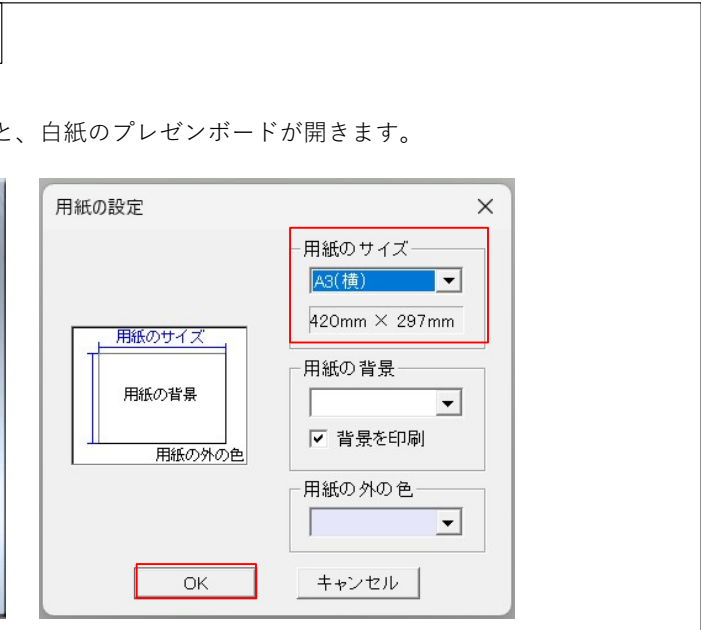 と、白紙のプレゼンボードが開きます。
用紙の設定
用紙のサイズ
A3(横)
420mm × 297mm
用紙のサイズ
用紙の背景
用紙の外の色
用紙の背景
背景を印刷
用紙の外の色
OK
キャンセル